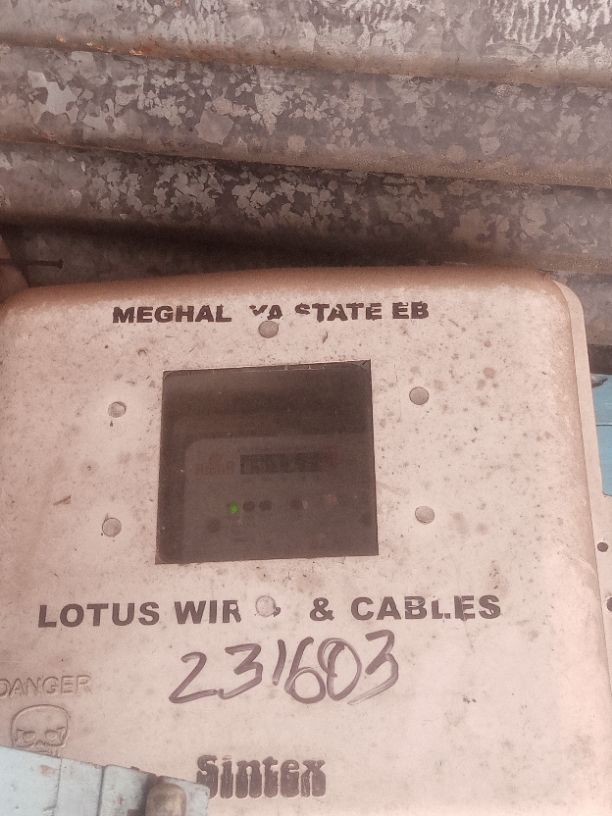 MEGHAL YA STATE EB
LOTUS WIR & CABLES
231603
DANGER
Sintex